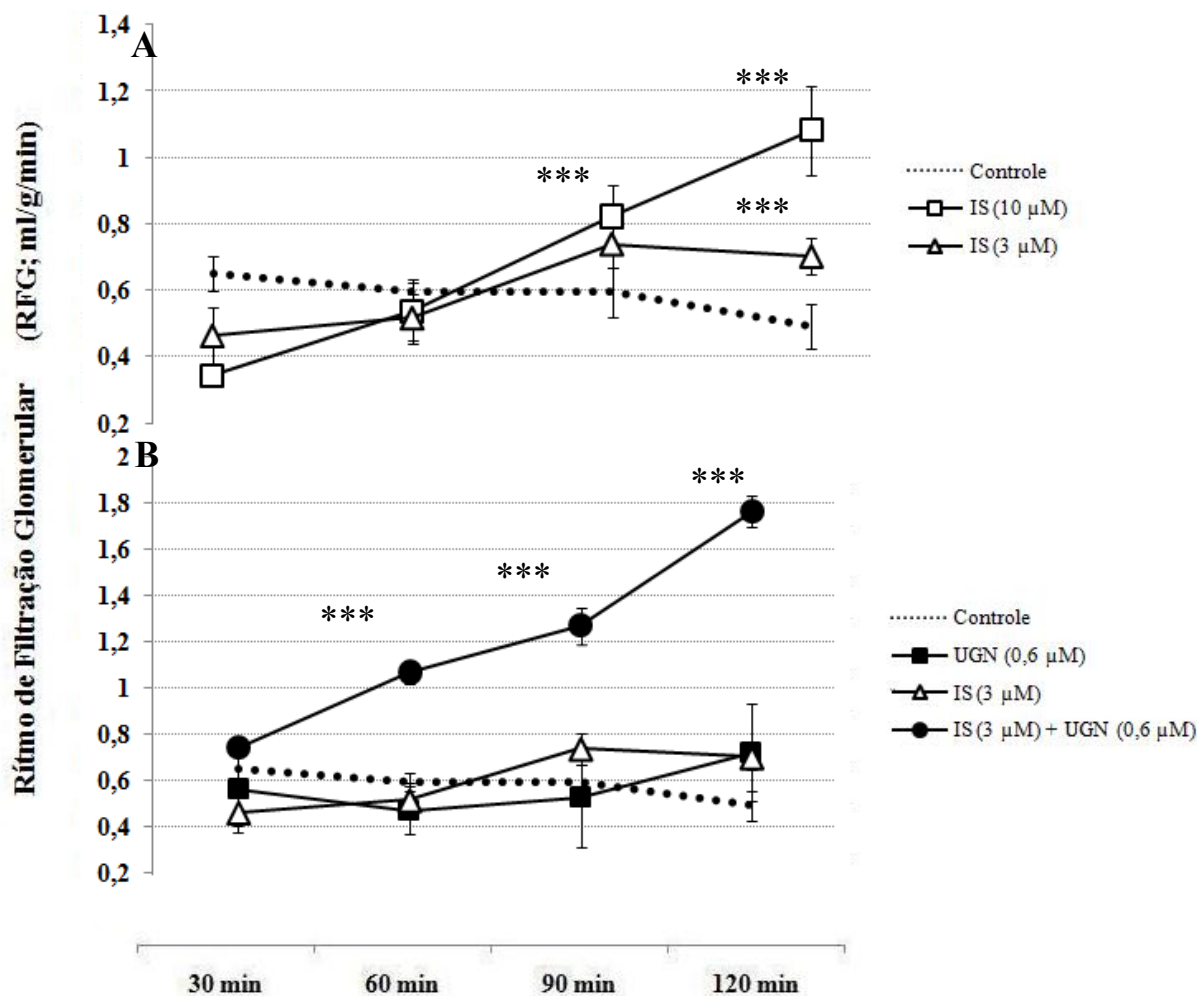 Rítmo de Filtração Glomerular (RFG; ml/g/min)
A
1,4
1,2
1
0,8
0,6
0,4
0,2
***
***
***
Controle
IS (10 µM)
IS (3 µM)
B
2
1,8
1,6
1,4
1,2
1
0,8
0,6
0,4
0,2
***
***
***
Controle
UGN (0,6 µM)
IS (3 µM)
IS (3 µM) + UGN (0,6 µM)
30 min 60 min 90 min 120 min